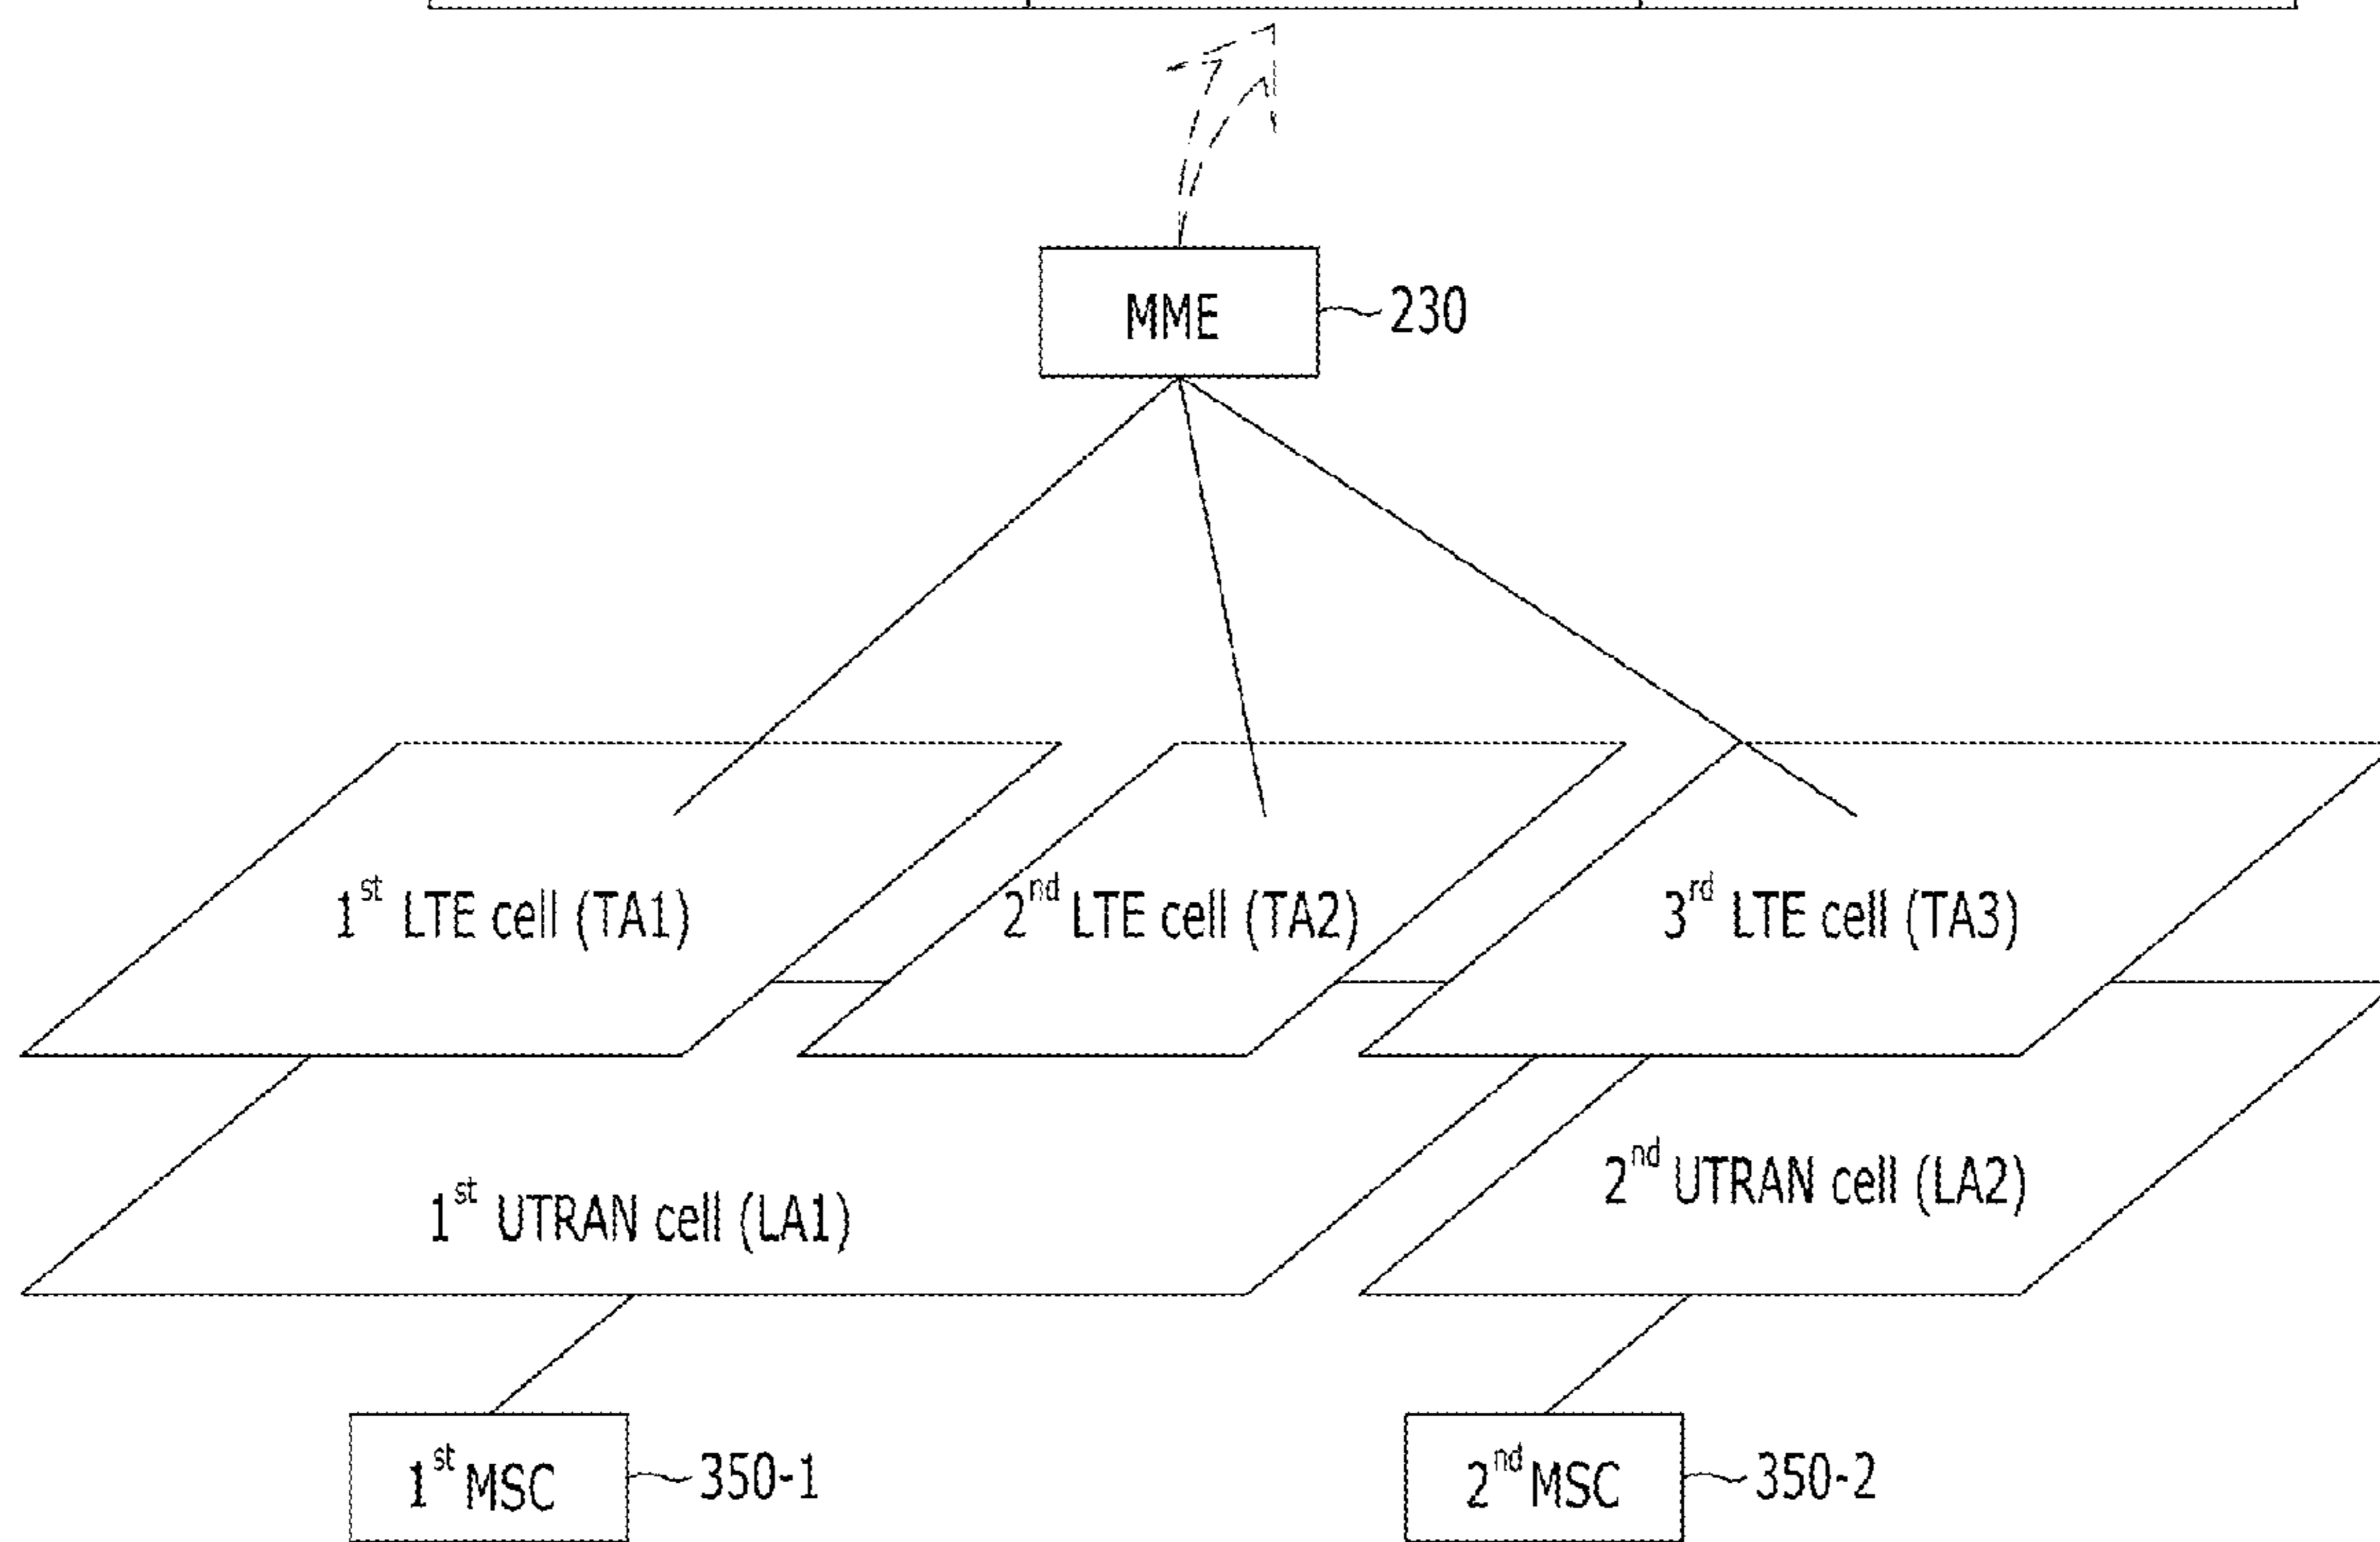 MME
230
1st LTE cell (TA1)
2nd LTE cell (TA2)
3rd LTE cell (TA3)
2nd UTRAN cell (LA2)
1st UTRAN cell (LA1)
1st MSC
350-1
2nd MSC
350-2